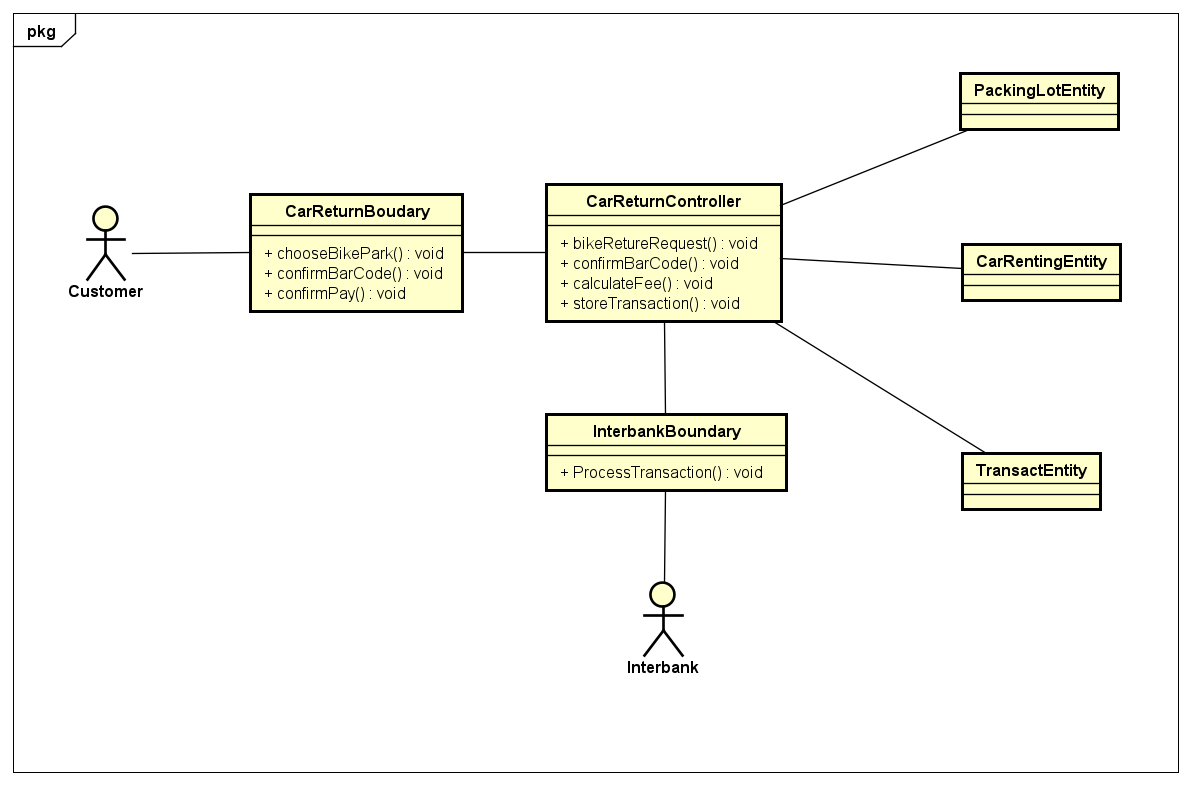 pkg
PackingLotEntity
CarReturnBoudary
+ chooseBikePark() : void
+ confirmBarCode() : void
+ confirmPay() : void
CarReturnController
+ bikeRetureRequest() : void
+ confirmBarCode() : void
+ calculateFee() : void
+ storeTransaction() : void
CarRentingEntity
Customer
InterbankBoundary
+ ProcessTransaction() : void
TransactEntity
Interbank